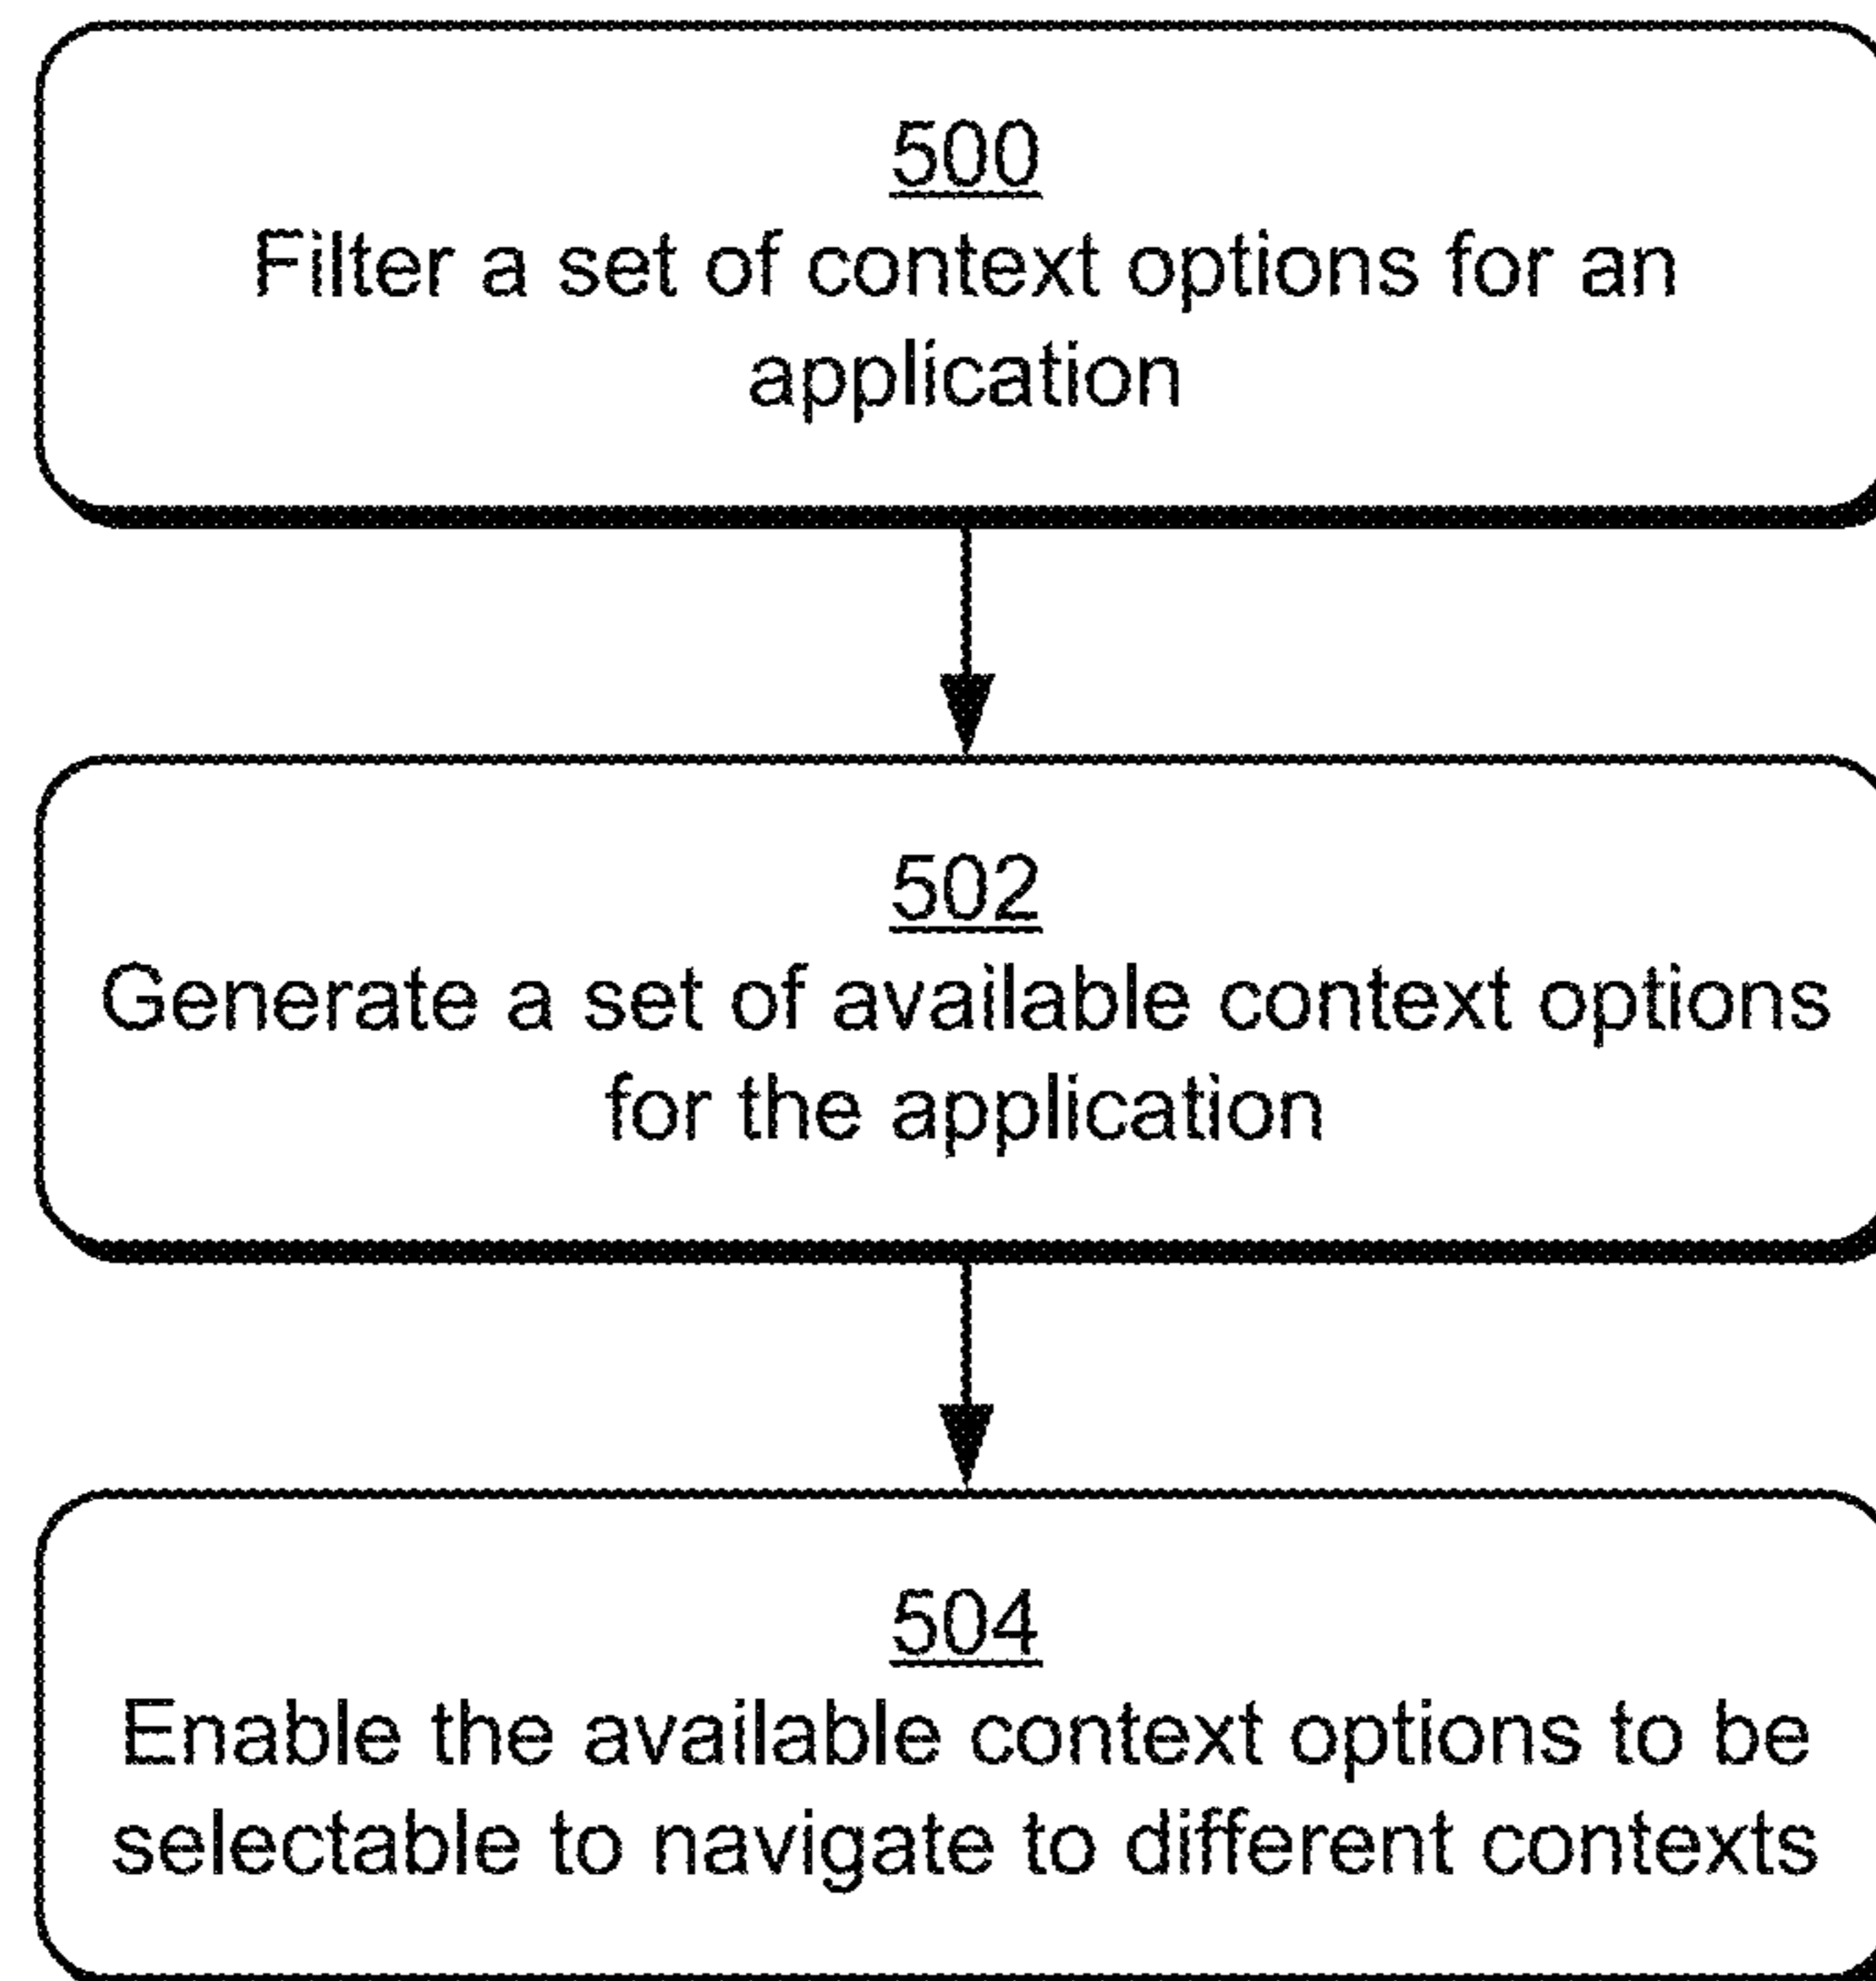 500
Filter a set of context options for an
application
502
Generate a set of available context options
for the application
504
Enable the available context options to be
selectable to navigate to different contexts